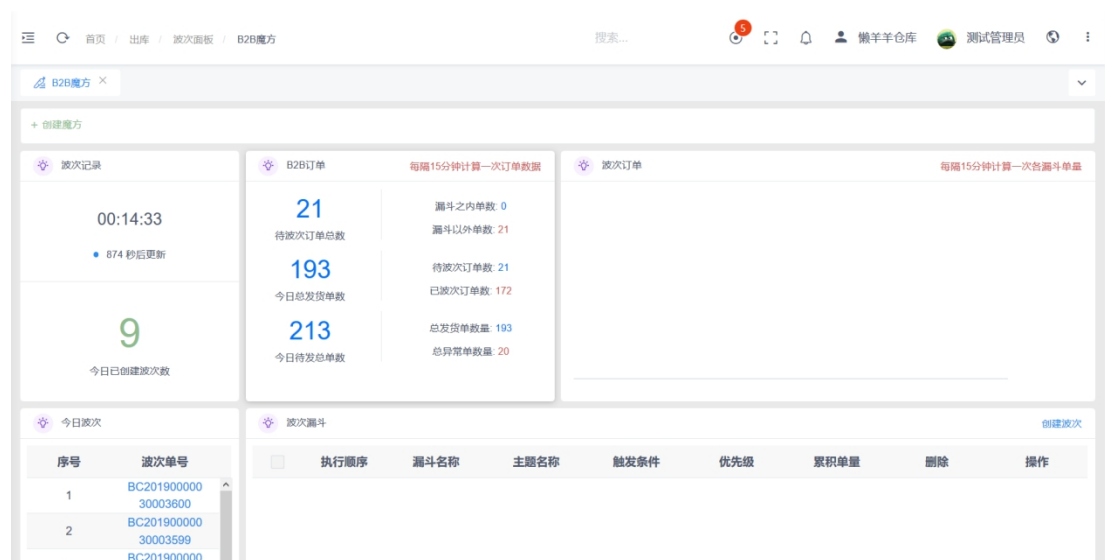 首页 / 出库 / 波次面板 / B2B魔方
搜索...
5
懒羊羊仓库
测试管理员
B2B魔方
+ 创建魔方
波次记录
00:14:33
874 秒后更新
9
今日已创建波次数
B2B订单
每隔15分钟计算一次订单数据
21
待波次订单总数
漏斗之内单数: 0
漏斗以外单数: 21
193
今日总发货单数
待波次订单数: 21
已波次订单数: 172
213
今日待发总单数
总发货单数量: 193
总异常单数量: 20
波次订单
每隔15分钟计算一次各漏斗单量
今日波次
序号 波次单号
1 BC201900000
30003600
2 BC201900000
30003599
BC201900000
波次漏斗
创建波次
执行顺序 漏斗名称 主题名称 触发条件 优先级 累积单量 删除 操作